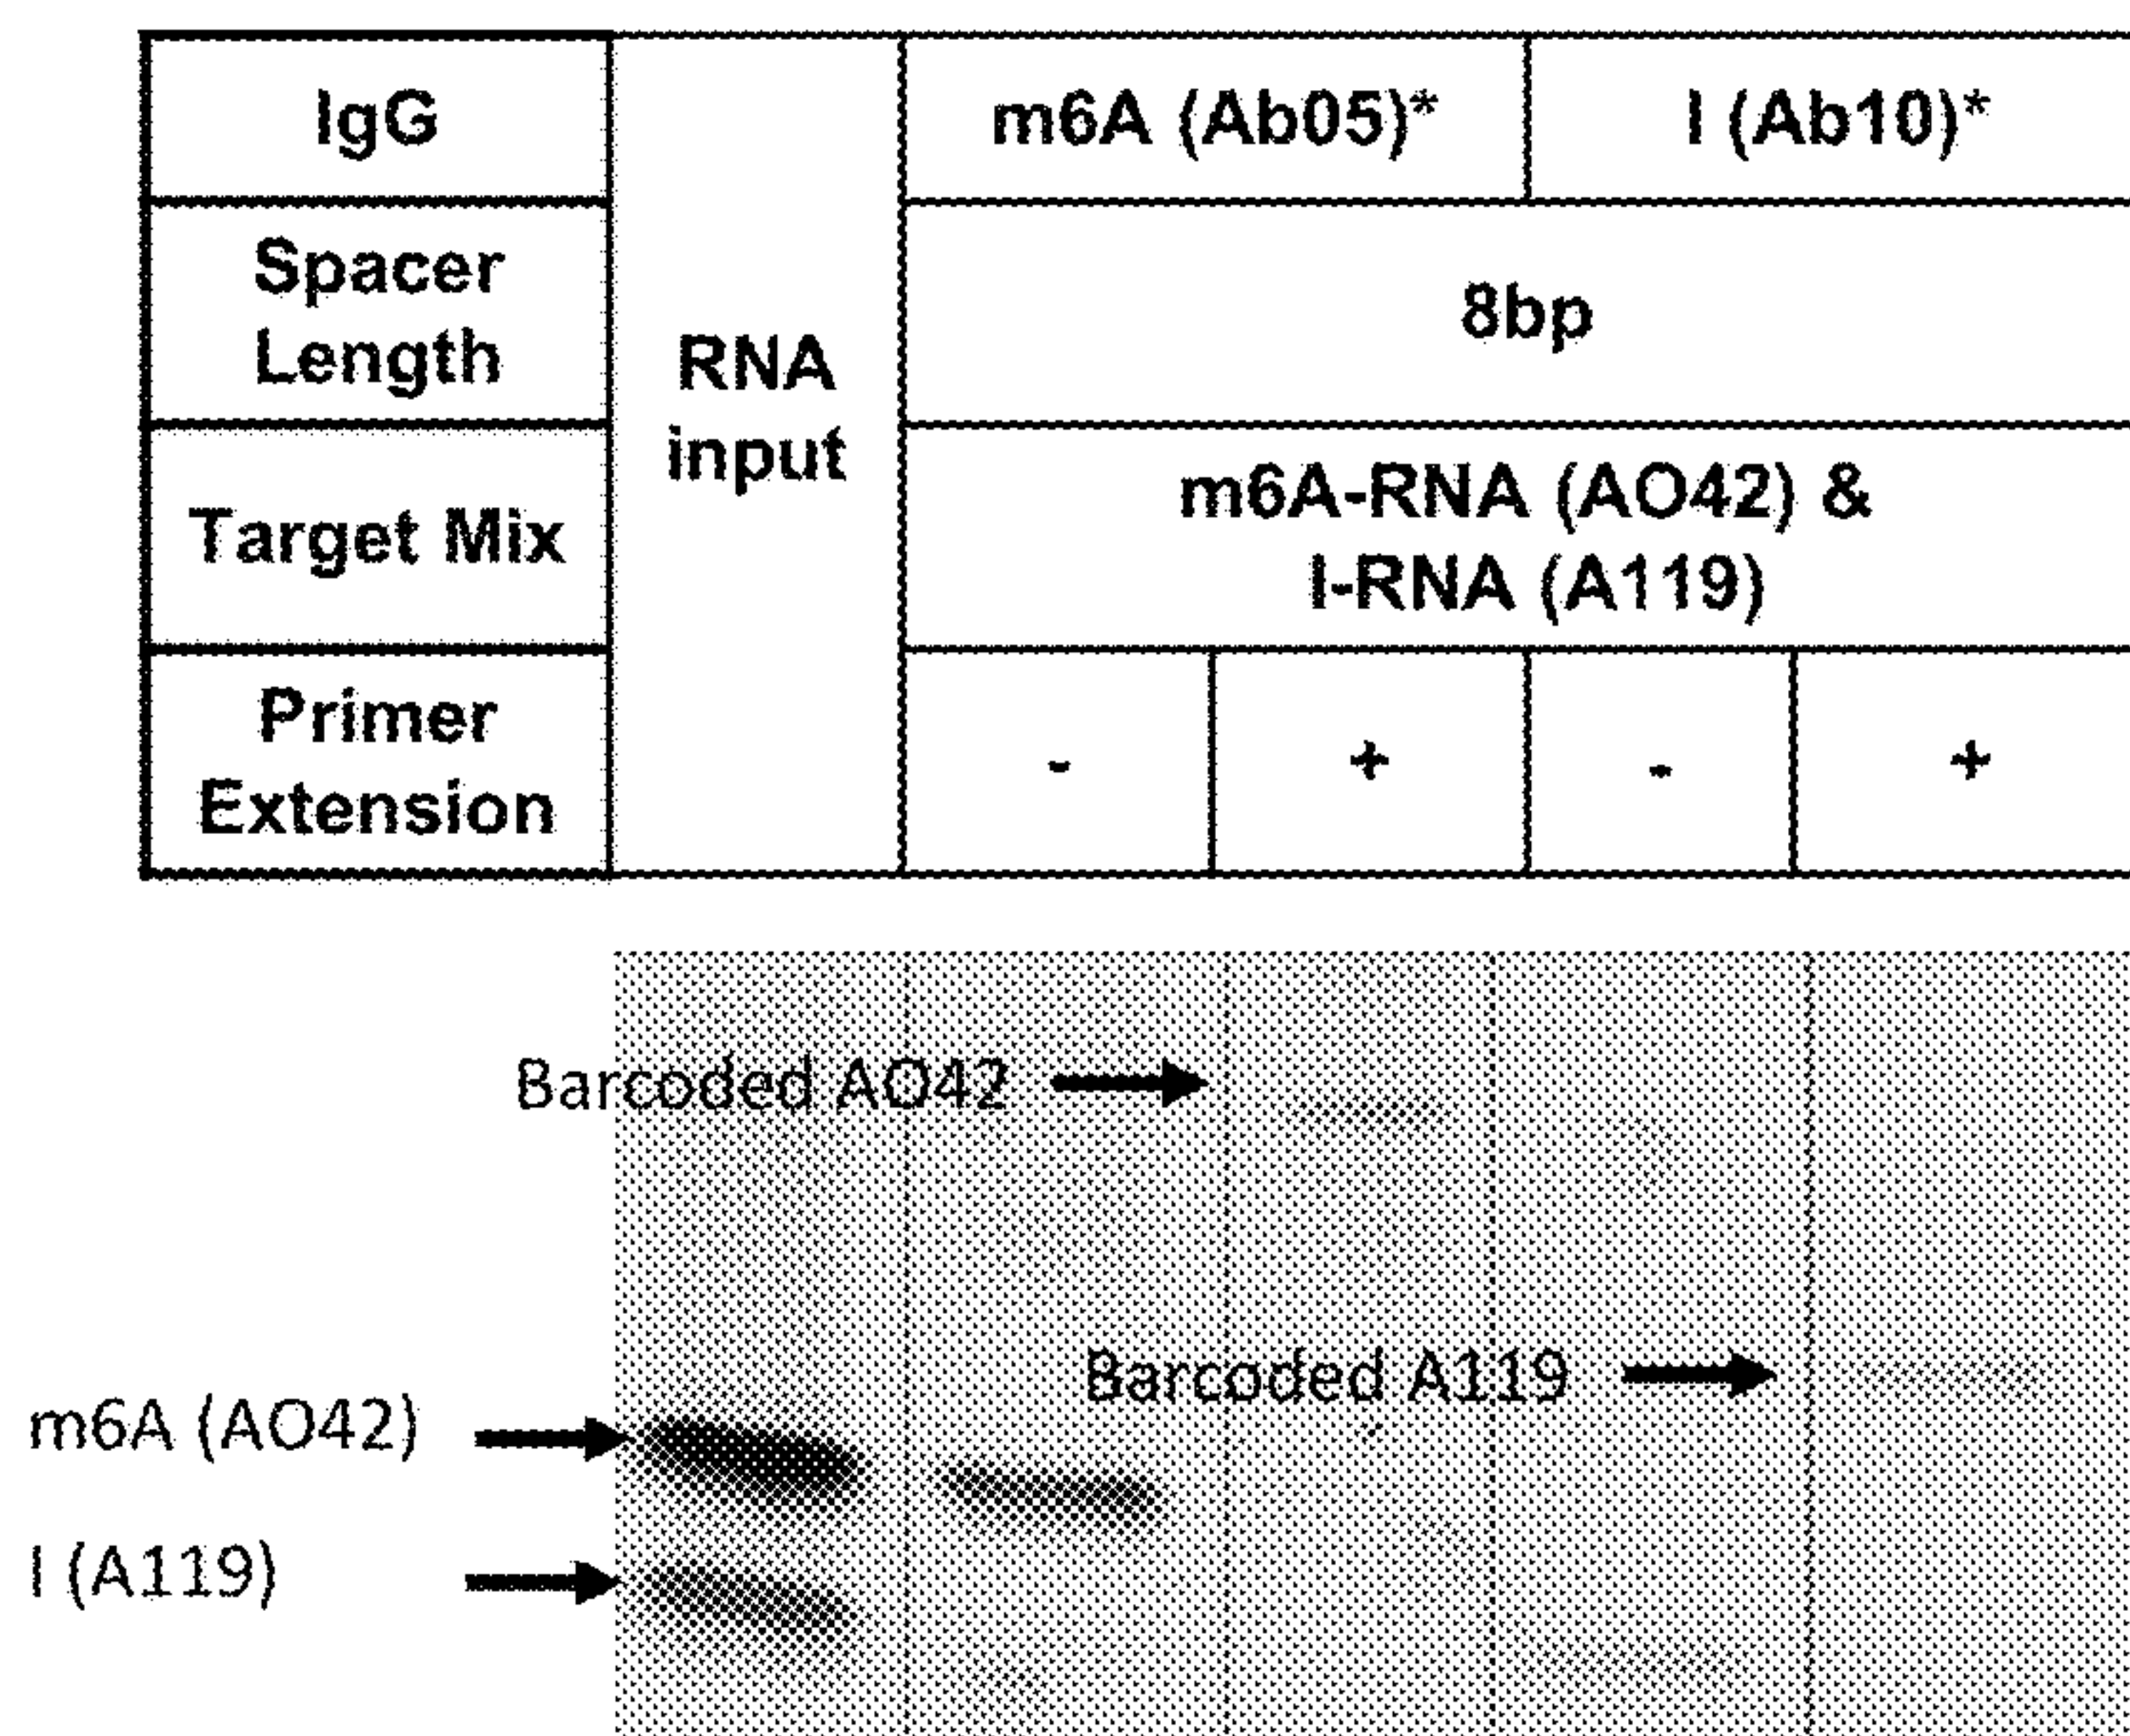 IgG
m6A (Ab05)*
I (Ab10)*
Spacer
Length
RNA
input
8bp
Target Mix
m6A-RNA (AO42) &
I-RNA (A119)
Primer
Extension
-
+
-
+
Barcoded AO42
Barcoded A119
m6A (AO42)
I (A119)